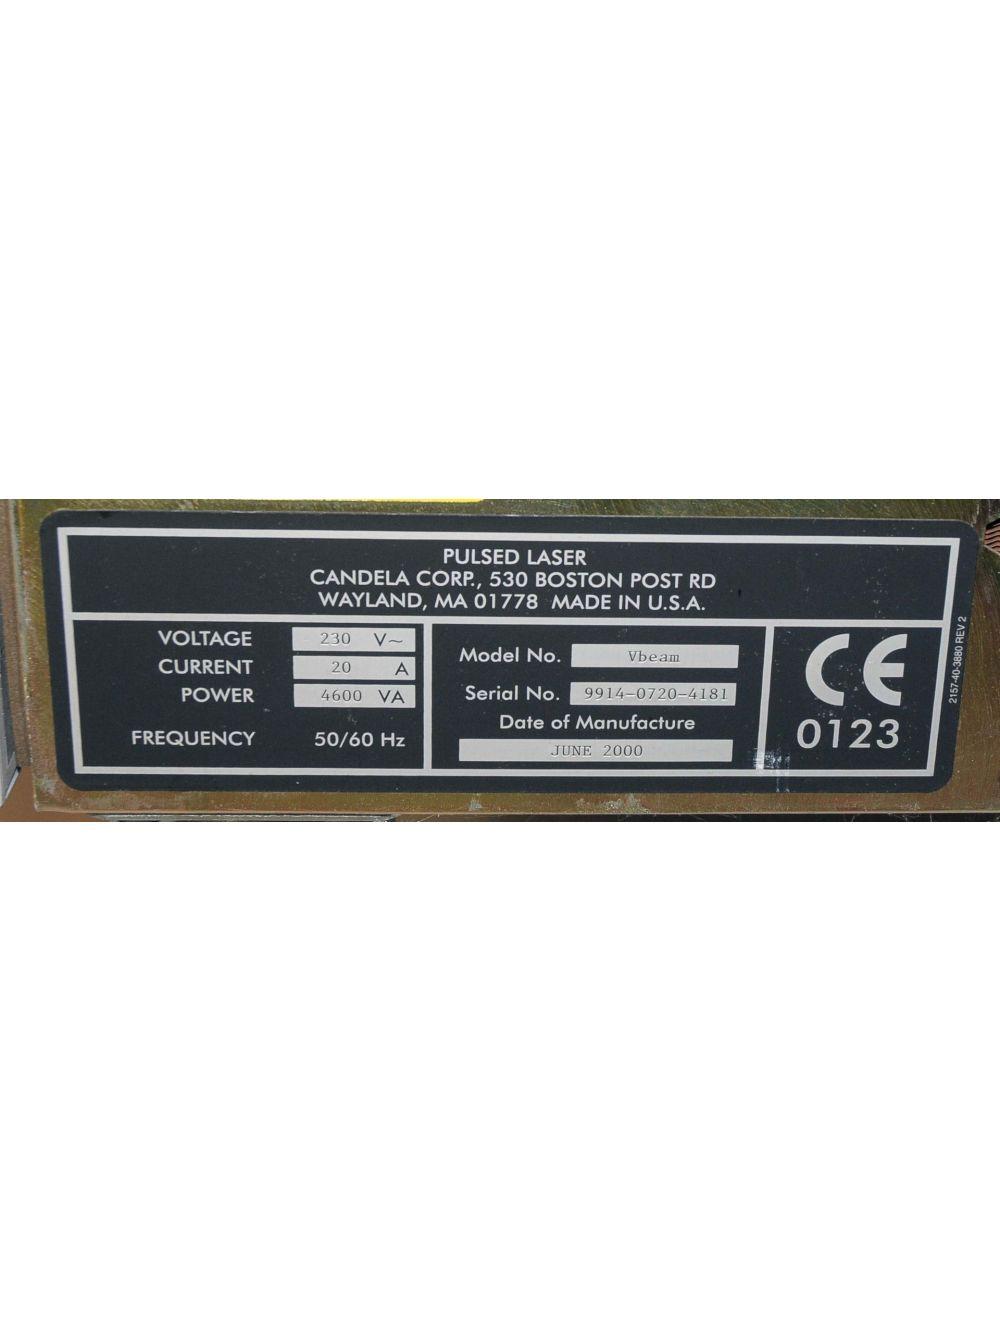 PULSED LASER
CANDELA CORP., 530 BOSTON POST RD
WAYLAND, MA 01778 MADE IN U.S.A.
VOLTAGE 230 V~
CURRENT 20 A
POWER 4600 VA
FREQUENCY 50/60 Hz
Model No. Vbeam
Serial No. 9914-0720-4181
Date of Manufacture
JUNE 2000
CE
0123
2157-40-3880 REV 2